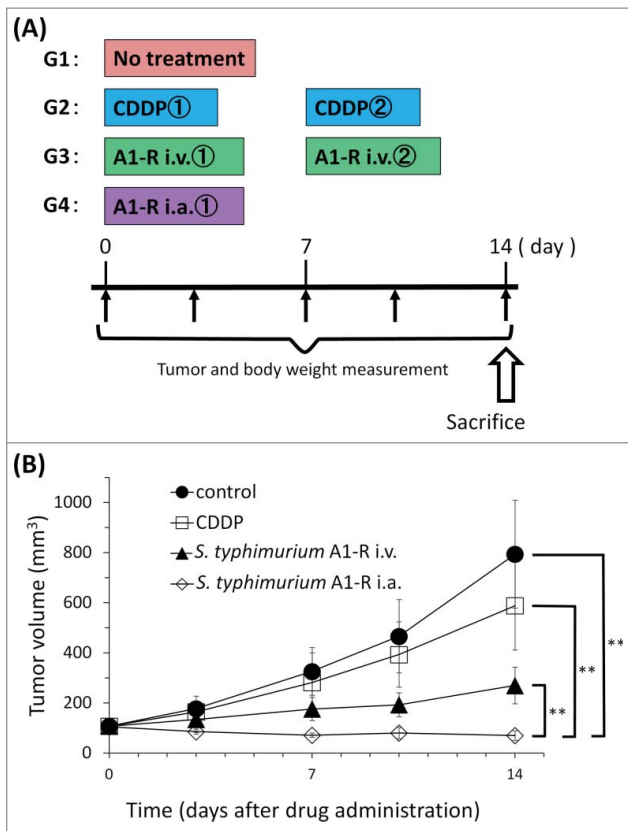 (A)
G1: No treatment
G2: CDDP① CDDP②
G3: A1-R i.v.① A1-R i.v.②
G4: A1-R i.a.①
0 7 14 ( day )
Tumor and body weight measurement
Sacrifice
(B)
control
CDDP
S. typhimurium A1-R i.v.
S. typhimurium A1-R i.a.
Tumor volume (mm³)
1000
800
600
400
200
0
** ** **
0 7 14
Time (days after drug administration)